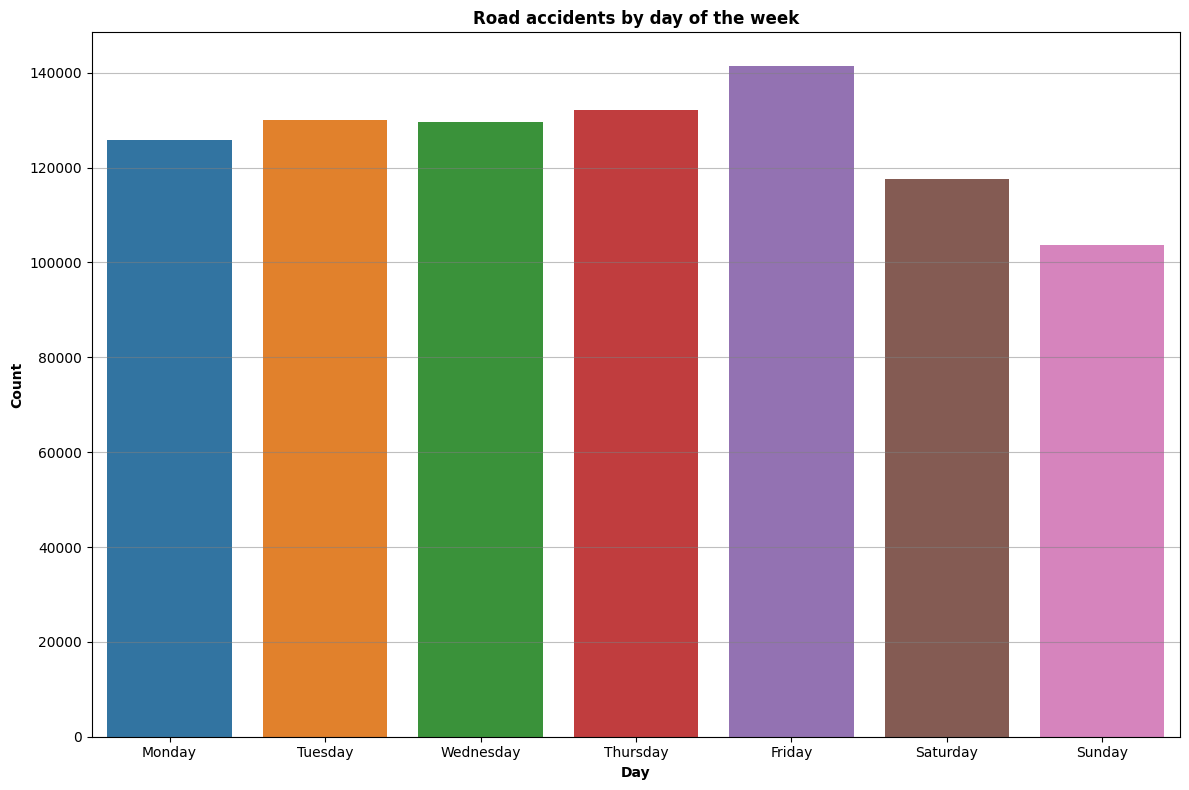 Road accidents by day of the week
140000
120000
100000
80000
60000
40000
20000
0
Count
Monday Tuesday Wednesday Thursday Friday Saturday Sunday
Day